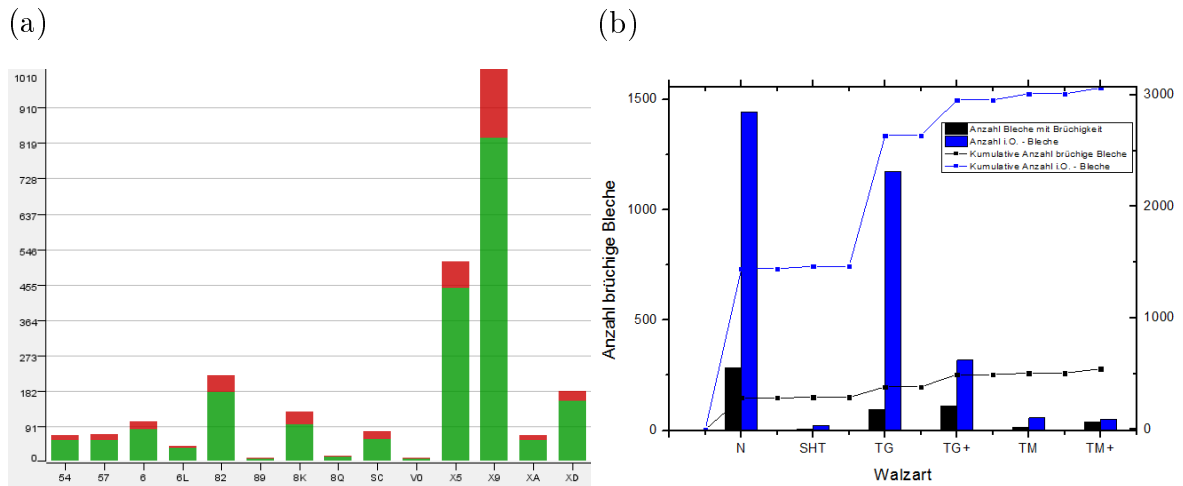 (a)
(b)
1010
910
819
728
637
546
455
364
273
182
91
0
54 57 6 6L 82 89 8K 8Q SC V0 X5 X9 XA XD
Anzahl brüchige Bleche
1500
1000
500
0
3000
2000
1000
0
Anzahl Bleche mit Brüchigkeit
Anzahl i.O. - Bleche
Kumulative Anzahl brüchige Bleche
Kumulative Anzahl i.O. - Bleche
N SHT TG TG+ TM TM+
Walzart